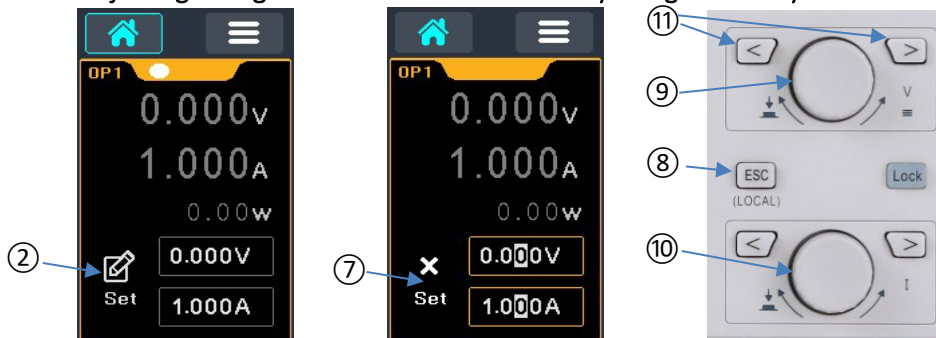 OP1
0.000V
1.000A
0.00W
② Set
0.000V
1.000A
OP1
0.000V
1.000A
0.00W
⑦ Set
0.000V
1.000A
⑪
< >
⑨
V
⑧
ESC
(LOCAL)
Lock
⑩
< >
I